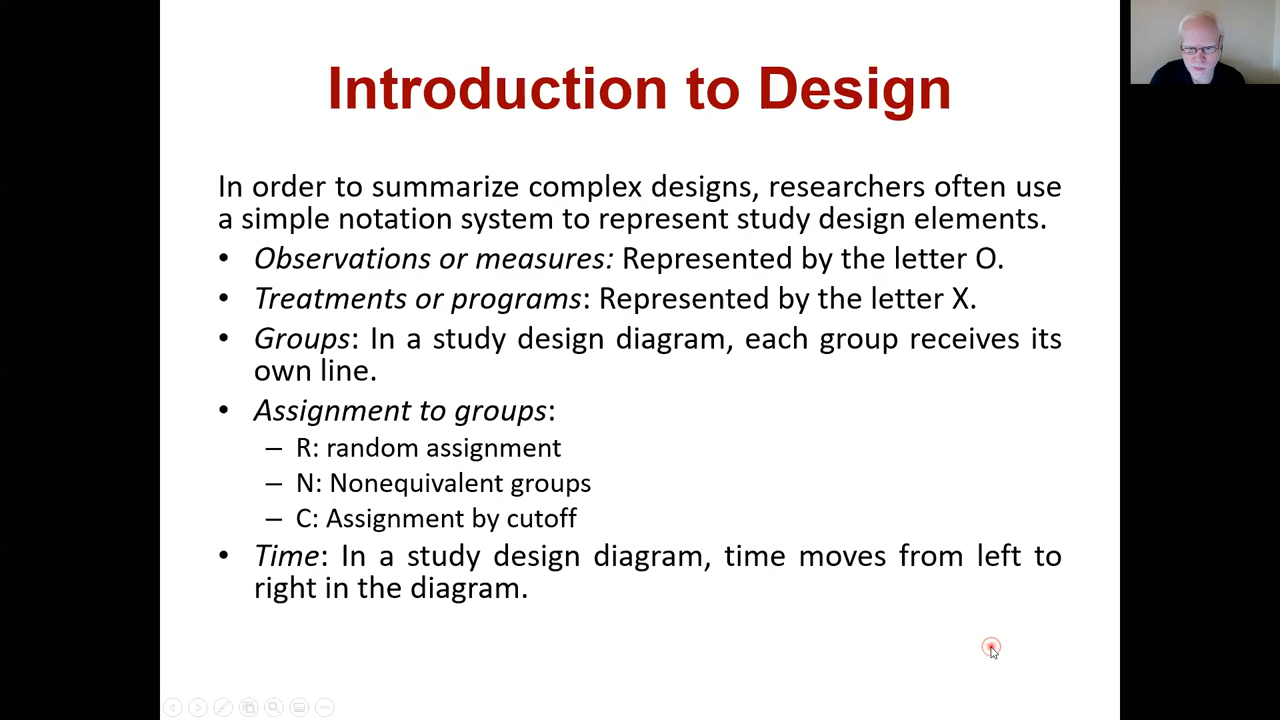 Introduction to Design
In order to summarize complex designs, researchers often use
a simple notation system to represent study design elements.
• Observations or measures: Represented by the letter O.
• Treatments or programs: Represented by the letter X.
• Groups: In a study design diagram, each group receives its
own line.
• Assignment to groups:
– R: random assignment
– N: Nonequivalent groups
– C: Assignment by cutoff
• Time: In a study design diagram, time moves from left to
right in the diagram.